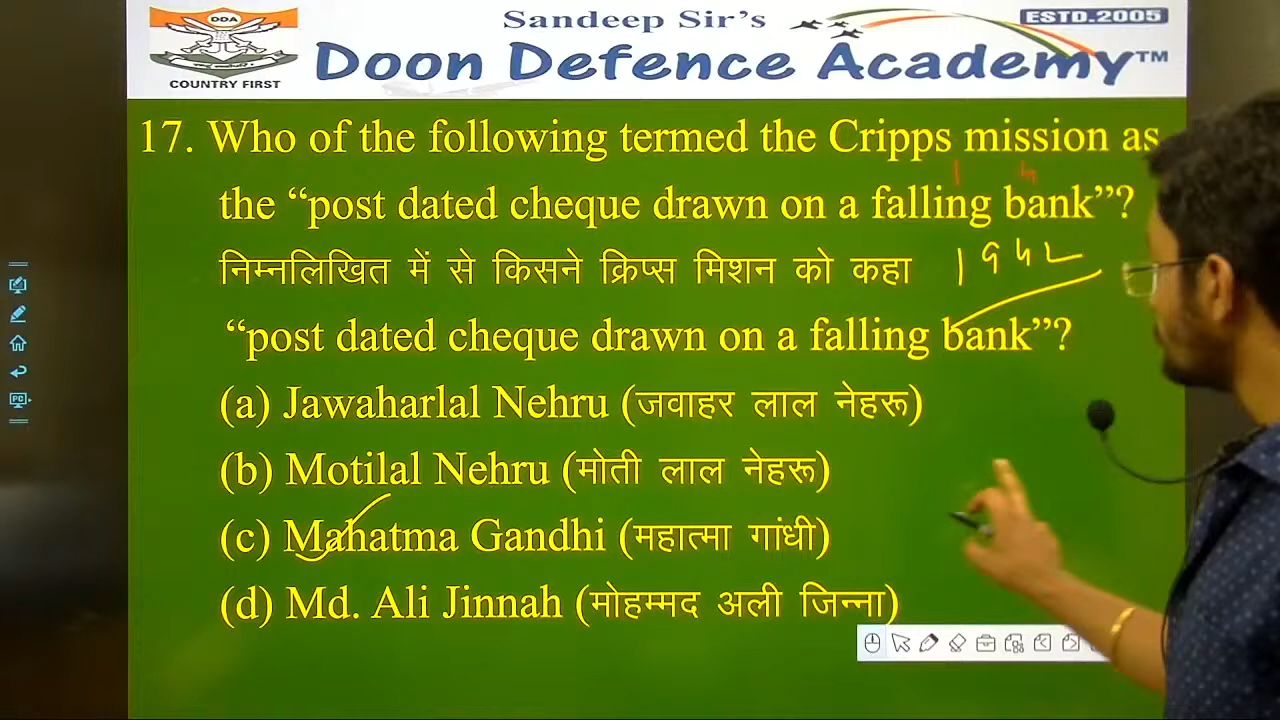 DDA
COUNTRY FIRST
Sandeep Sir's
ESTD.2005
Doon Defence Academy™
17. Who of the following termed the Cripps mission as
the “post dated cheque drawn on a falling bank”?
निम्नलिखित में से किसने क्रिप्स मिशन को कहा
1942
“post dated cheque drawn on a falling bank”?
(a) Jawaharlal Nehru (जवाहर लाल नेहरू)
(b) Motilal Nehru (मोती लाल नेहरू)
(c) Mahatma Gandhi (महात्मा गांधी)
(d) Md. Ali Jinnah (मोहम्मद अली जिन्ना)
PC